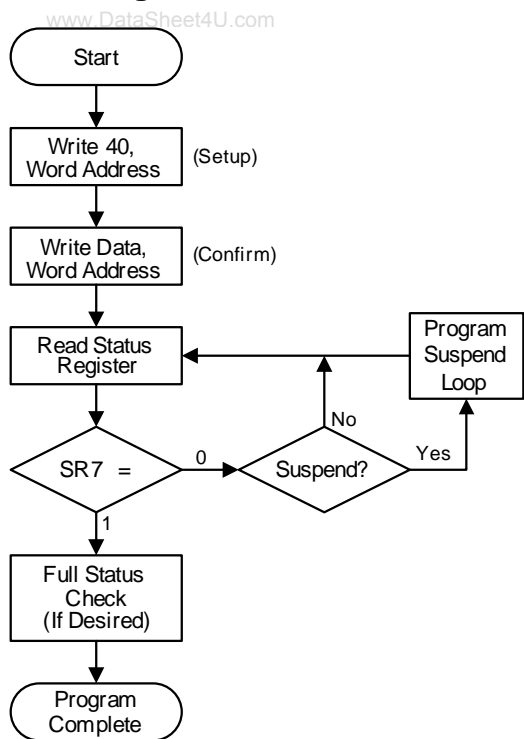 www.DataSheet4U.com
Start
Write 40,
Word Address
(Setup)
Write Data,
Word Address
(Confirm)
Read Status
Register
Program
Suspend
Loop
No
SR7 =
0
Suspend?
Yes
1
Full Status
Check
(If Desired)
Program
Complete